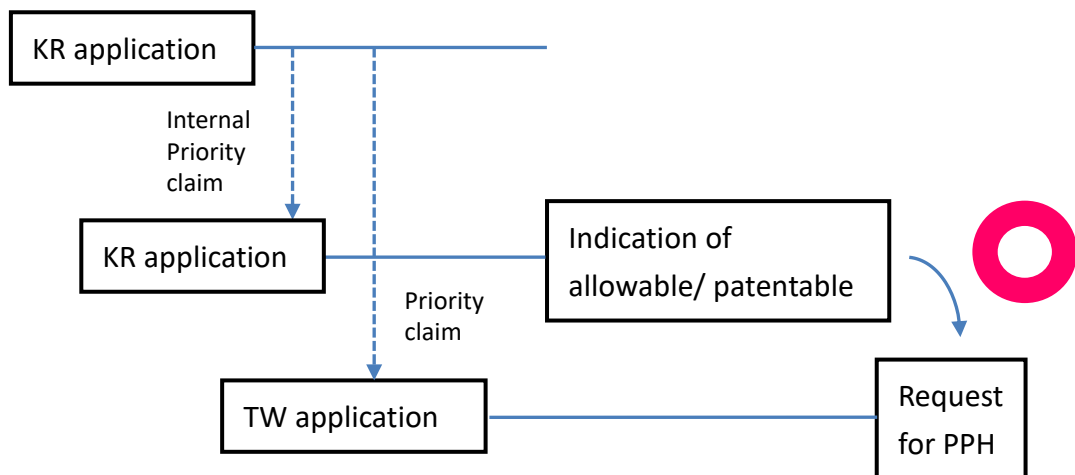 KR application
Internal
Priority
claim
KR application
Indication of
allowable/ patentable
Priority
claim
TW application
Request
for PPH